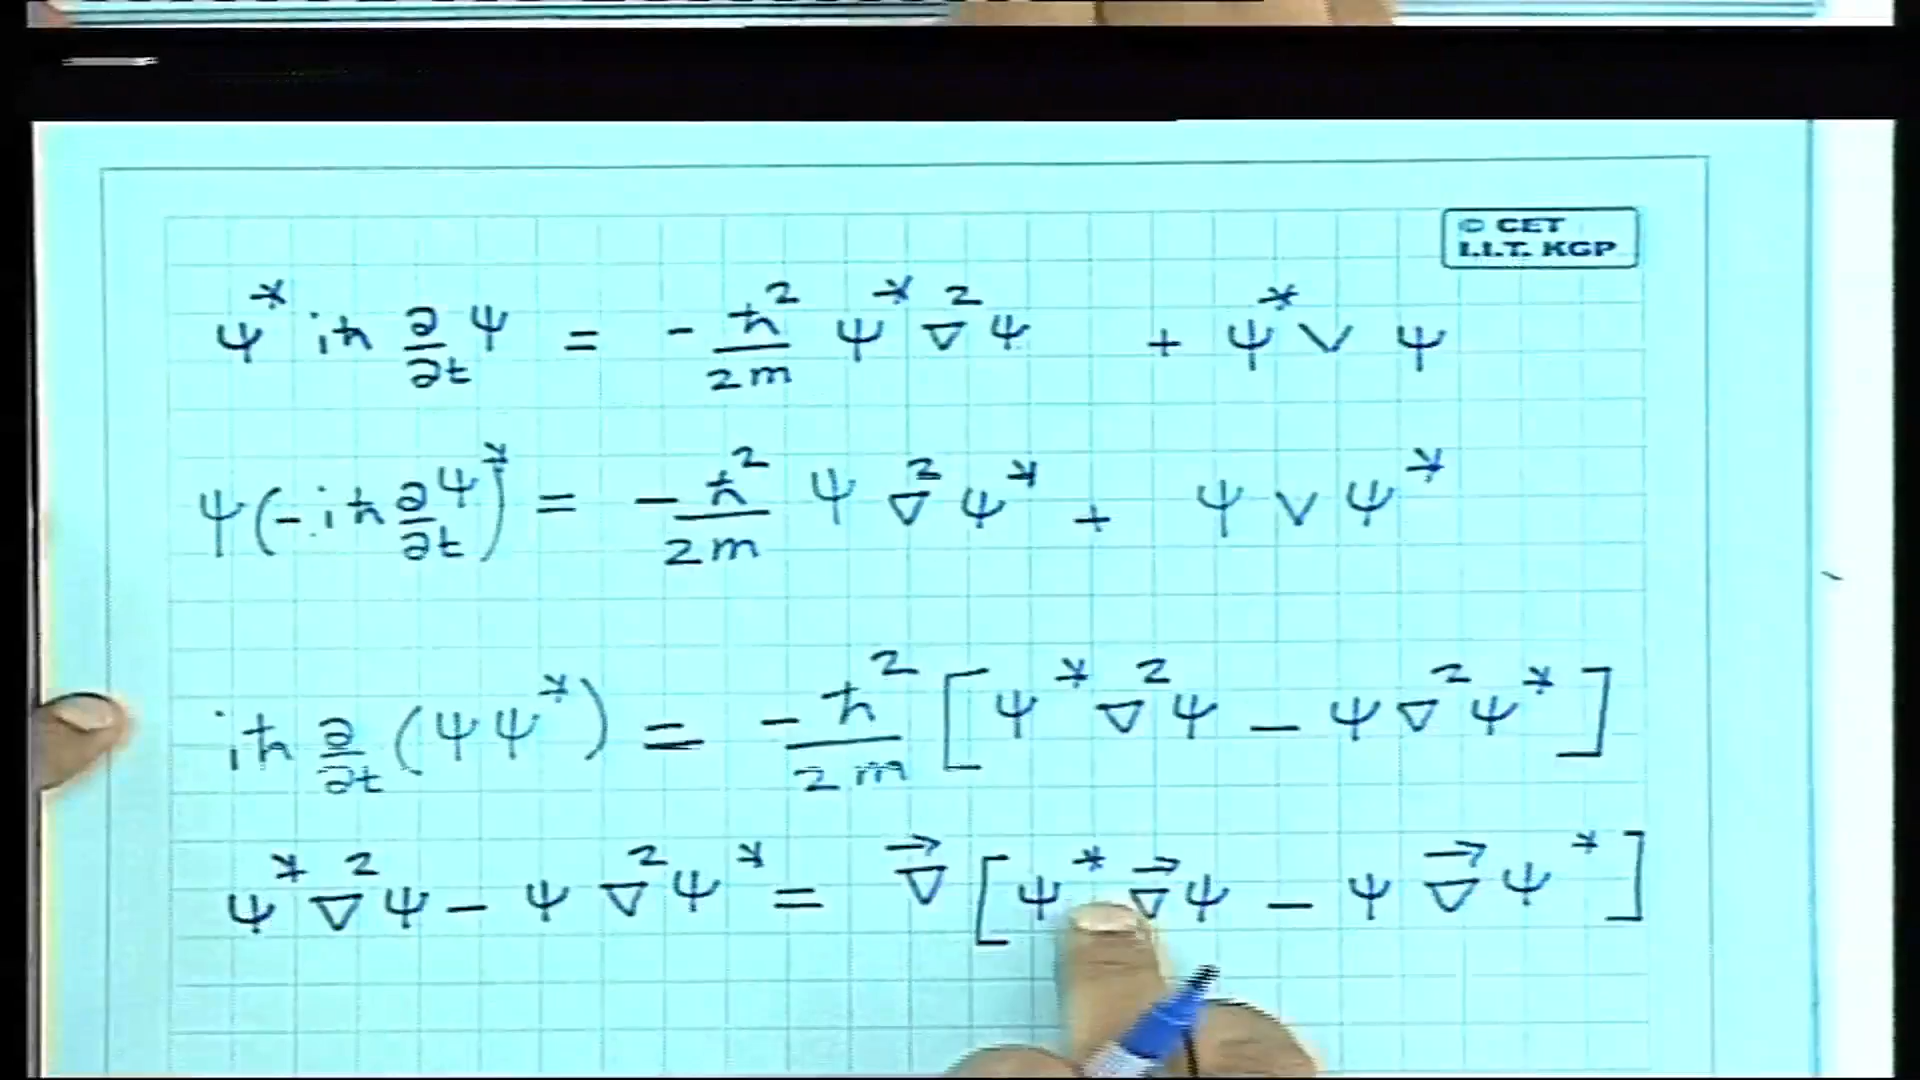 © CET
I.I.T. KGP
ψ* iħ ∂/∂t ψ = - ħ²/2m ψ* ∇² ψ + ψ* V ψ
ψ(-iħ ∂ψ/∂t)* = - ħ²/2m ψ ∇² ψ* + ψ V ψ*
iħ ∂/∂t (ψψ*) = - ħ²/2m [ψ* ∇² ψ - ψ ∇² ψ*]
ψ* ∇² ψ - ψ ∇² ψ* = ∇⃗ [ψ* ∇⃗ ψ - ψ ∇⃗ ψ*]